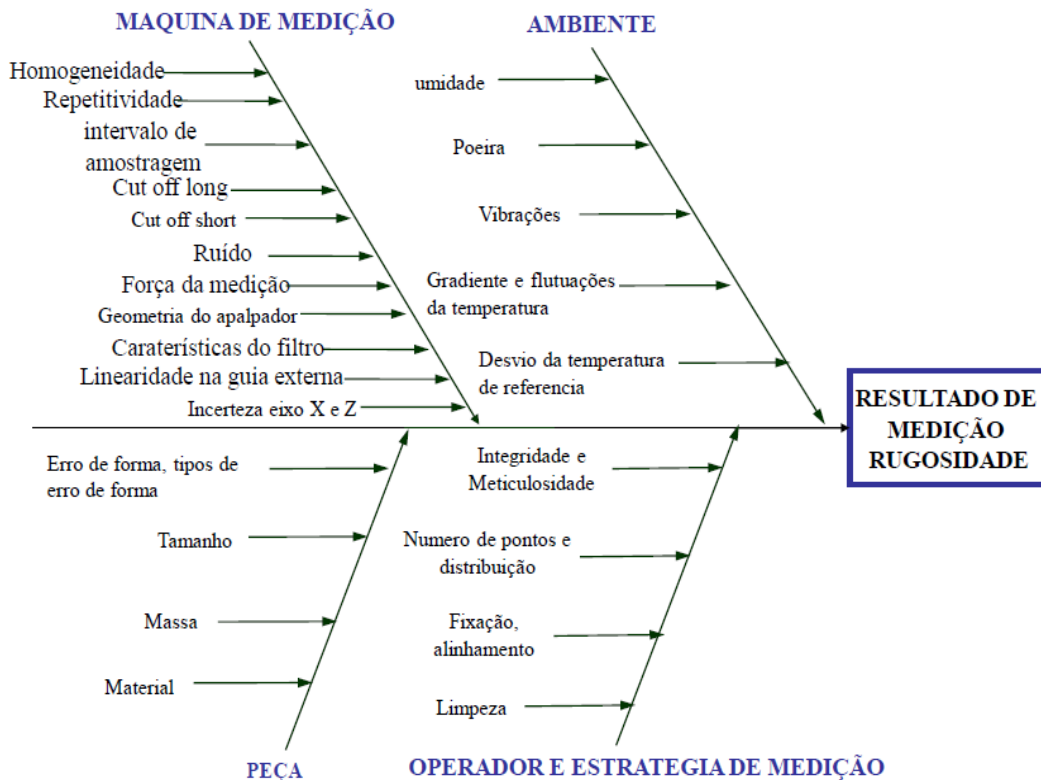 MAQUINA DE MEDIÇÃO
Homogeneidade
Repetitividade
intervalo de
amostragem
Cut off long
Cut off short
Ruído
Força da medição
Geometria do apalpador
Caraterísticas do filtro
Linearidade na guia externa
Incerteza eixo X e Z
AMBIENTE
umidade
Poeira
Vibrações
Gradiente e flutuações
da temperatura
Desvio da temperatura
de referencia
RESULTADO DE
MEDIÇÃO
RUGOSIDADE
Erro de forma, tipos de
erro de forma
Tamanho
Massa
Material
PEÇA
Integridade e
Meticulosidade
Numero de pontos e
distribuição
Fixação,
alinhamento
Limpeza
OPERADOR E ESTRATEGIA DE MEDIÇÃO